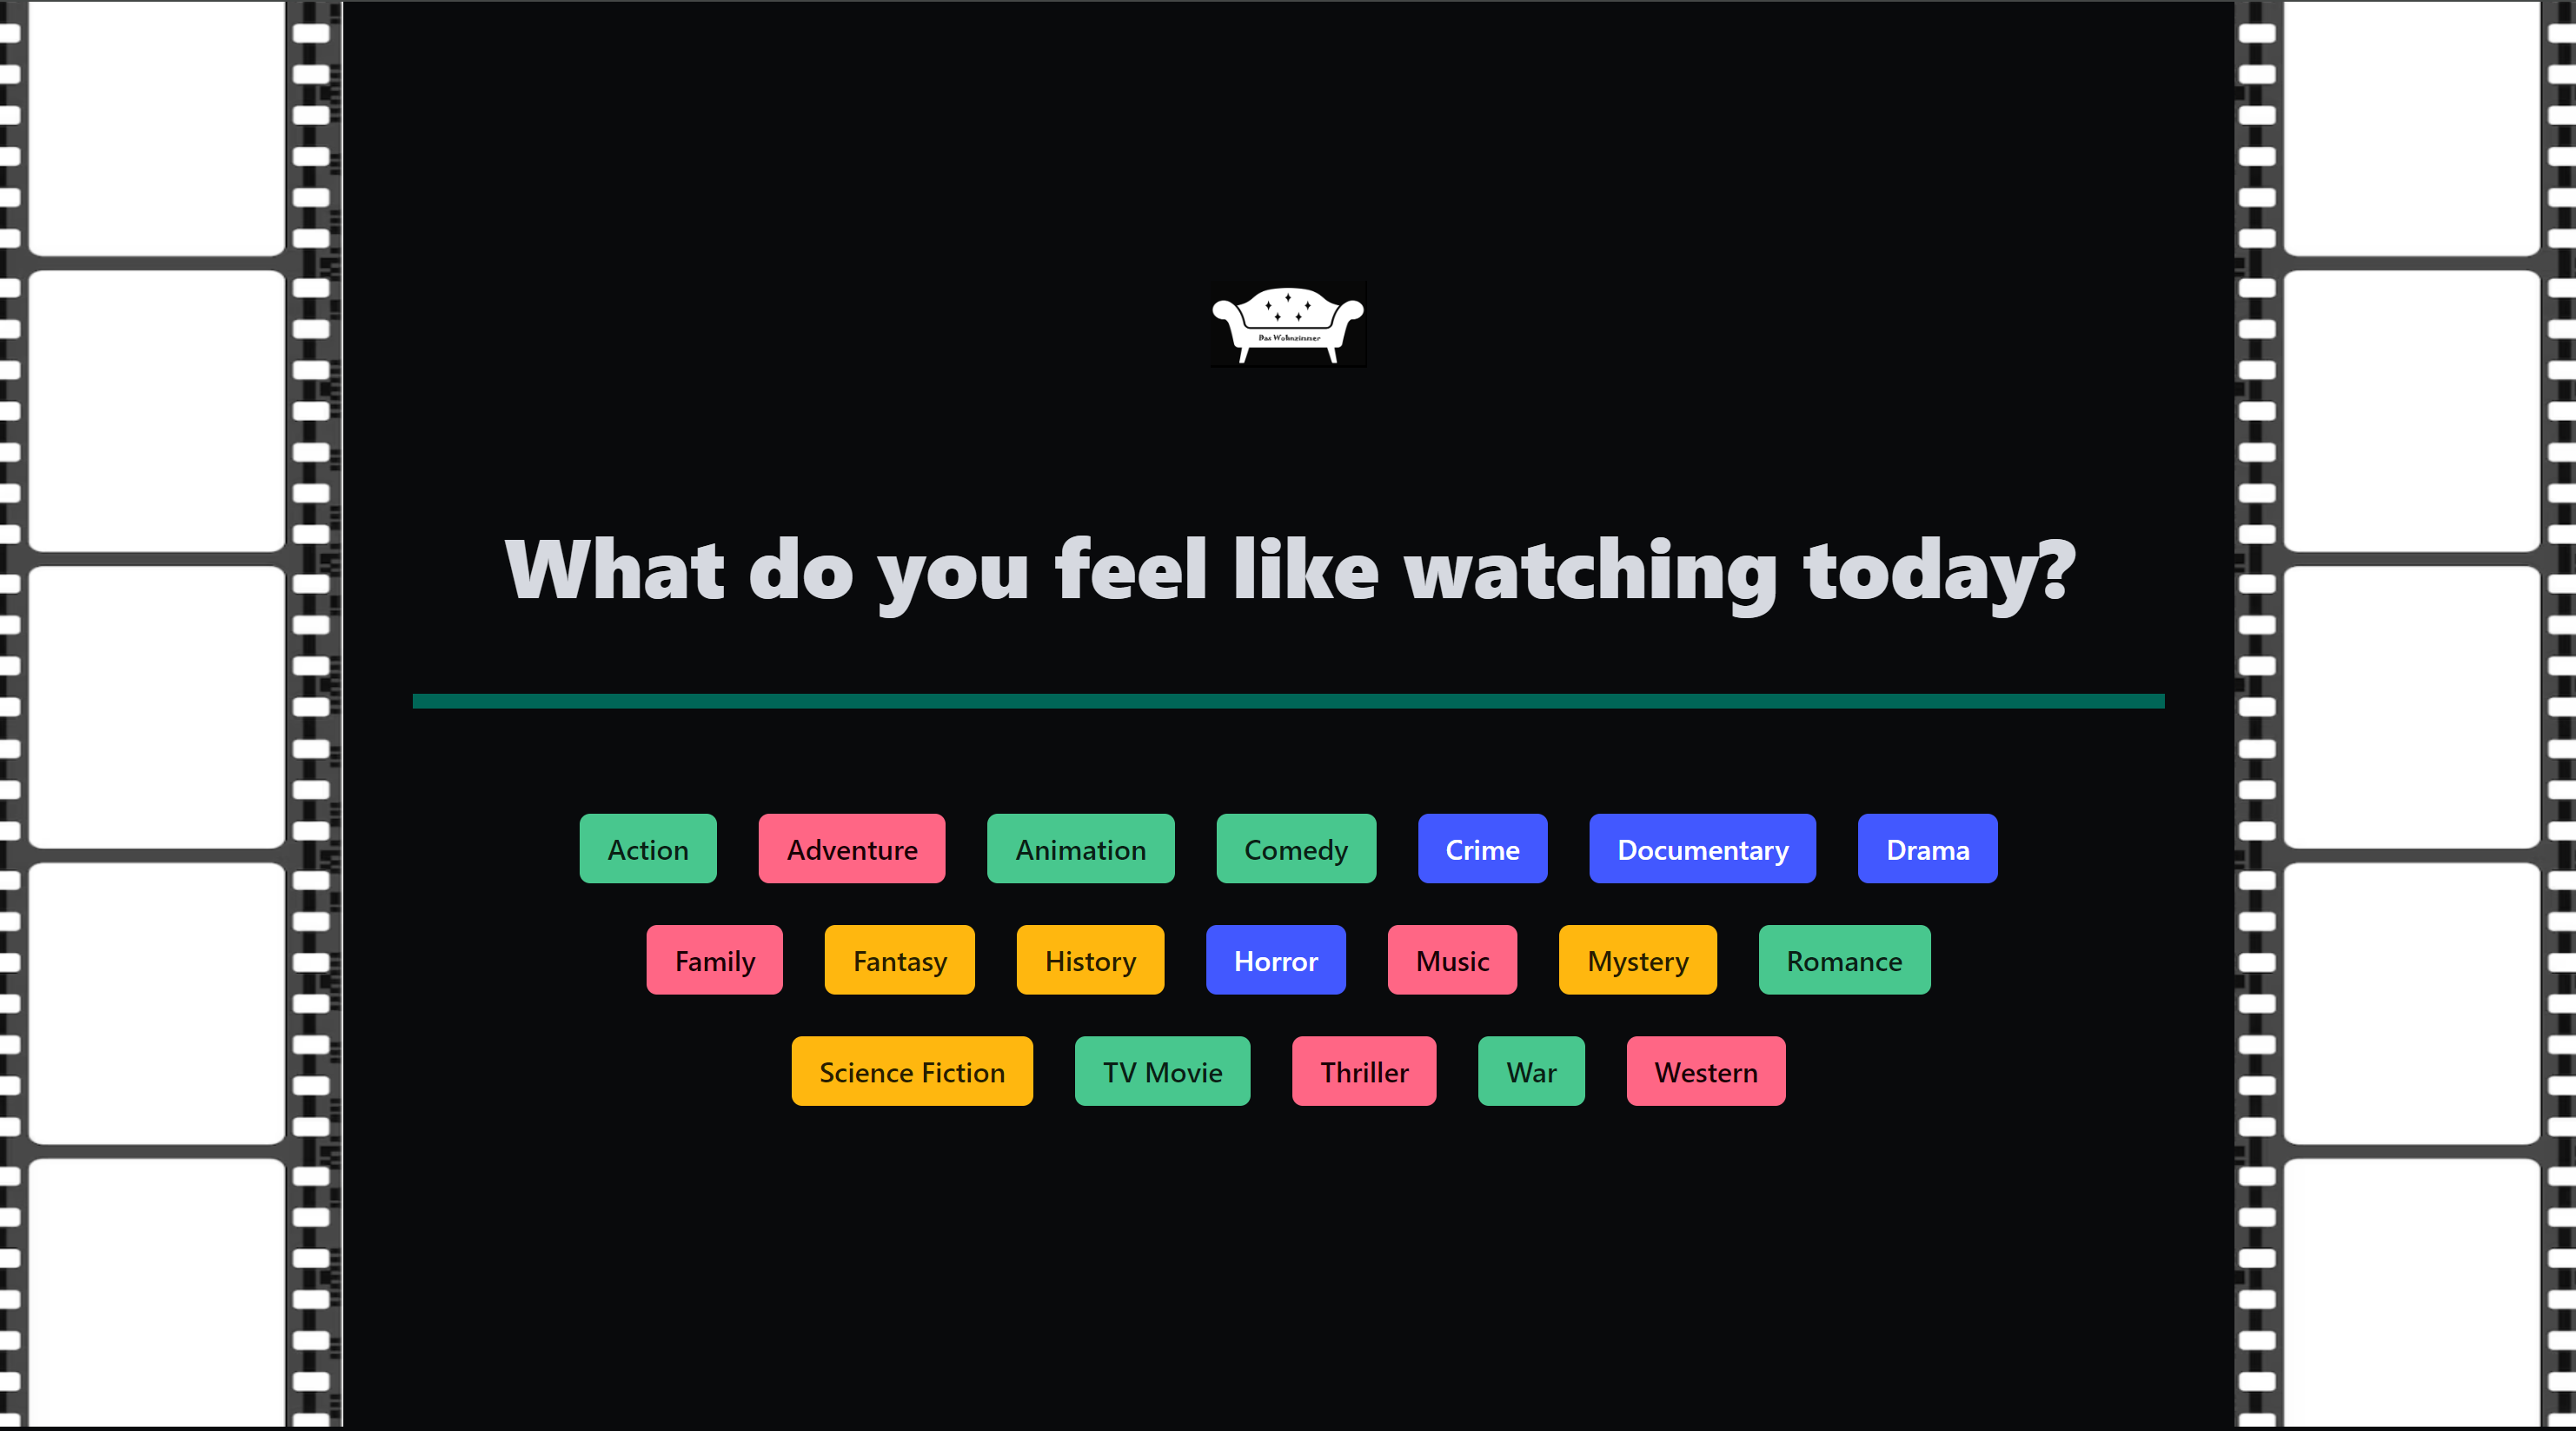 Das Wohnzimmer
What do you feel like watching today?
Action Adventure Animation Comedy Crime Documentary Drama
Family Fantasy History Horror Music Mystery Romance
Science Fiction TV Movie Thriller War Western